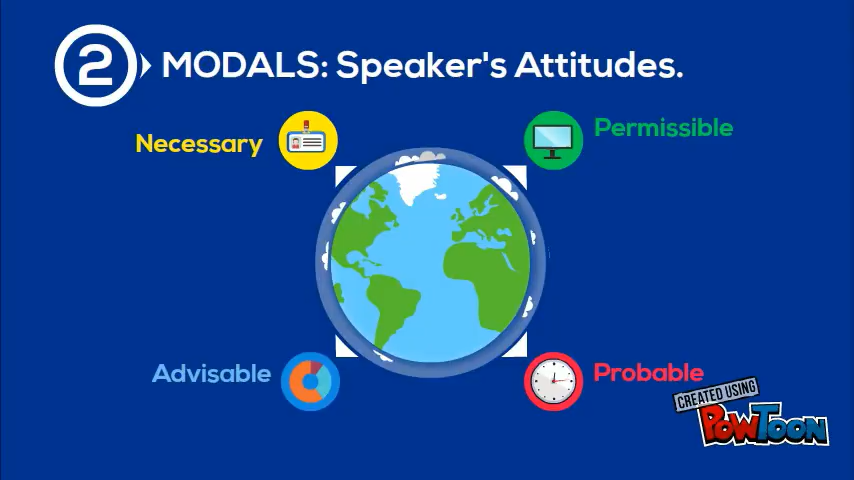 2
MODALS: Speaker's Attitudes.
Necessary
Permissible
Advisable
Probable
CREATED USING
POWTOON